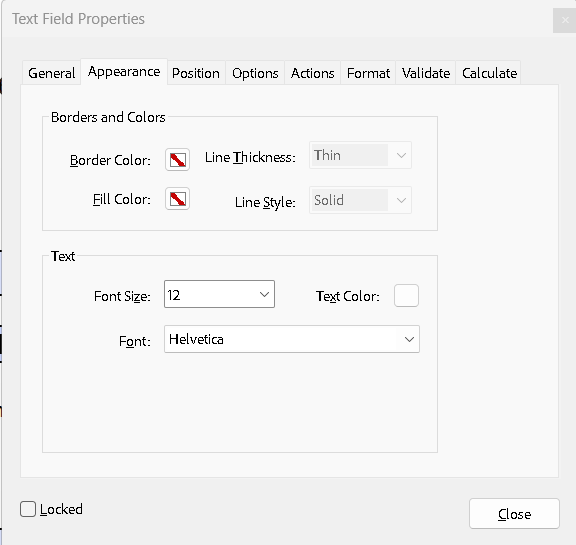 Text Field Properties
General Appearance Position Options Actions Format Validate Calculate
Borders and Colors
Border Color: Line Thickness: Thin
Fill Color: Line Style: Solid
Text
Font Size: 12 Text Color:
Font: Helvetica
Locked
Close